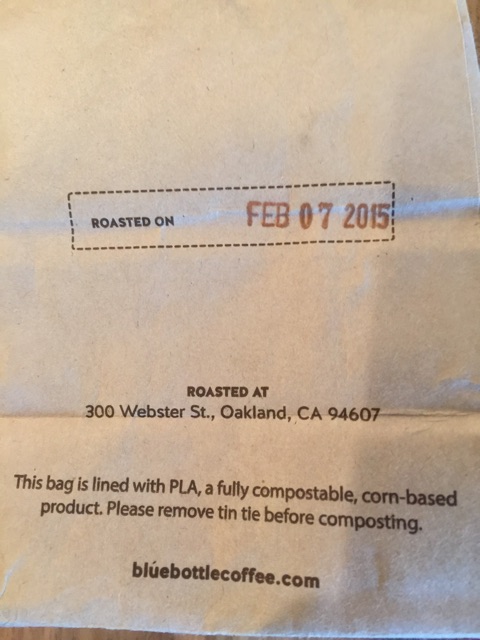 ROASTED ON FEB 07 2015
ROASTED AT
300 Webster St., Oakland, CA 94607
This bag is lined with PLA, a fully compostable, corn-based
product. Please remove tin tie before composting.
bluebottlecoffee.com